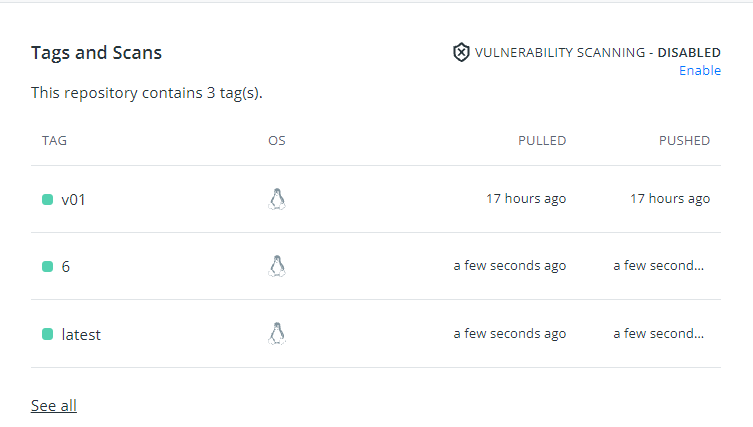 Tags and Scans
VULNERABILITY SCANNING - DISABLED
Enable
This repository contains 3 tag(s).
TAG OS PULLED PUSHED
v01 17 hours ago 17 hours ago
6 a few seconds ago a few second...
latest a few seconds ago a few second...
See all